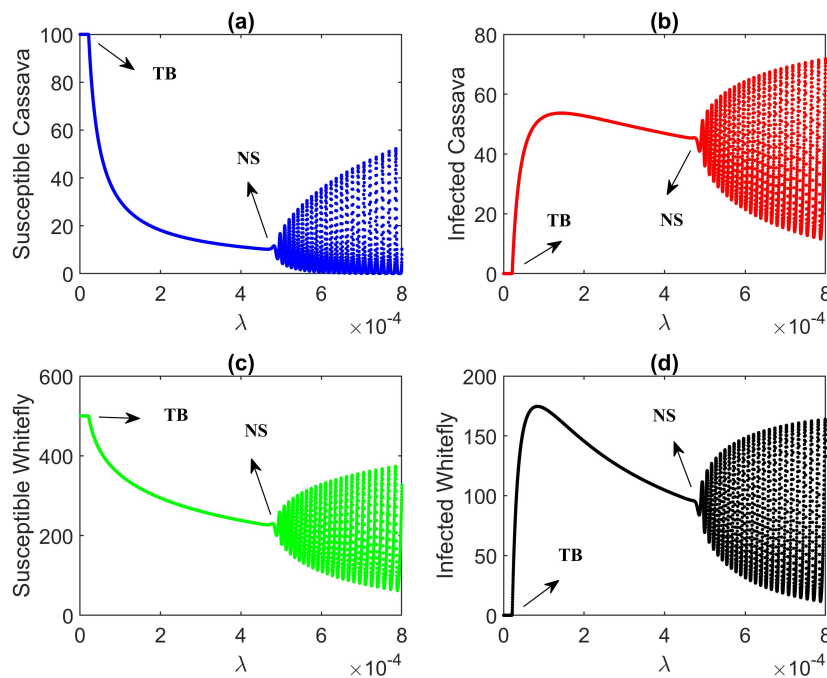 (a)
Susceptible Cassava
100
80
60
40
20
0
TB
NS
0 2 4 6 8
λ
×10⁻⁴
(b)
Infected Cassava
80
60
40
20
0
TB
NS
0 2 4 6 8
λ
×10⁻⁴
(c)
Susceptible Whitefly
600
400
200
0
TB
NS
0 2 4 6 8
λ
×10⁻⁴
(d)
Infected Whitefly
200
150
100
50
0
NS
TB
0 2 4 6 8
λ
×10⁻⁴